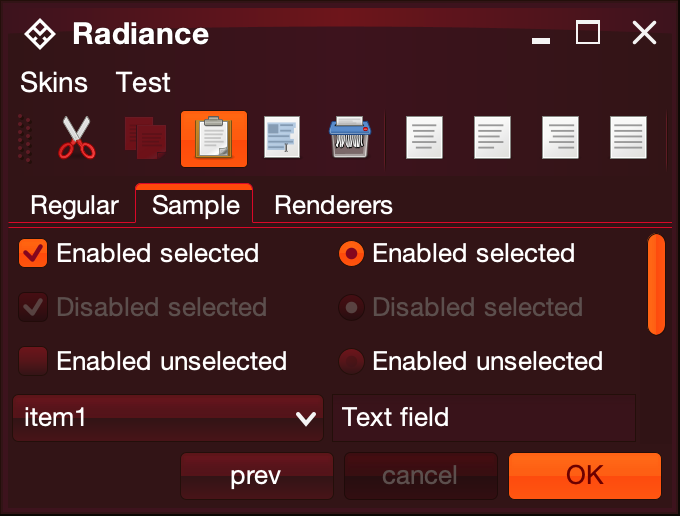 Radiance
Skins Test
Regular Sample Renderers
Enabled selected Enabled selected
Disabled selected Disabled selected
Enabled unselected Enabled unselected
item1 Text field
prev cancel OK